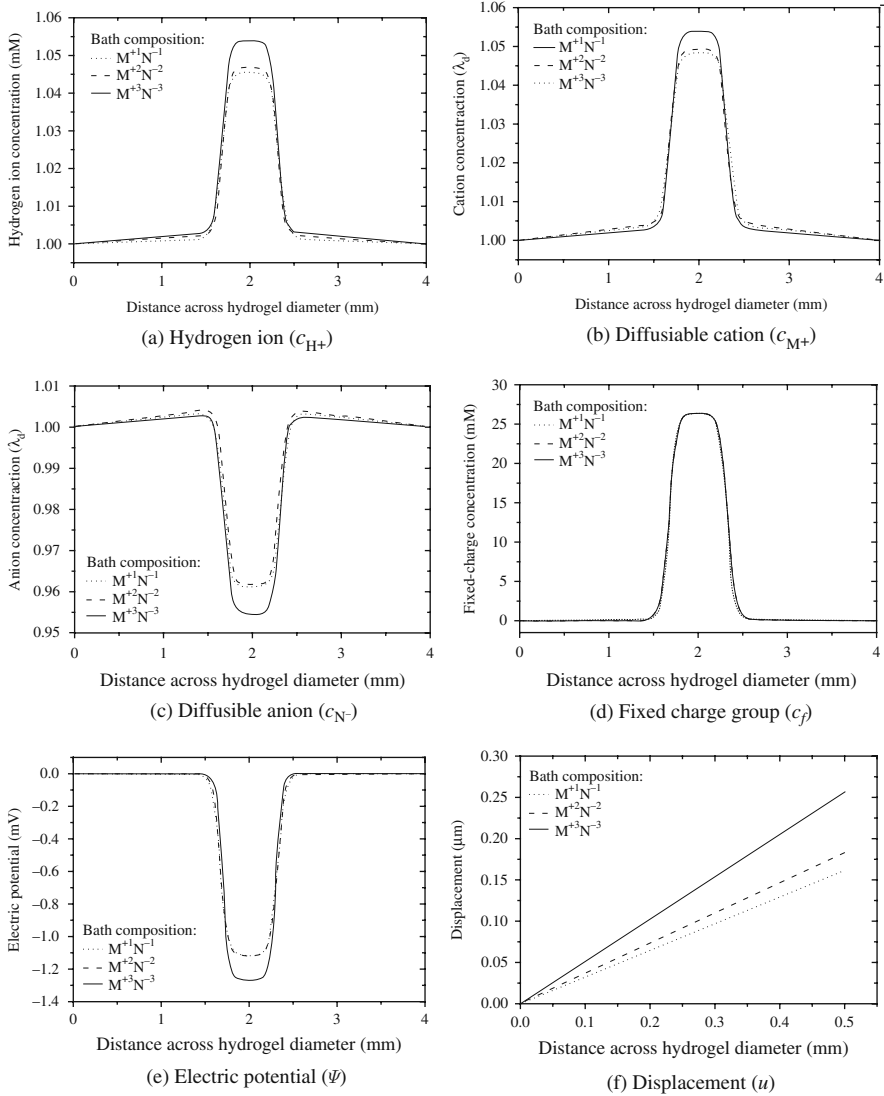 Hydrogen ion concentration (mM)
1.06
1.05
1.04
1.03
1.02
1.01
1.00
Bath composition:
M+1N−1
M+2N−2
M+3N−3
0 1 2 3 4
Distance across hydrogel diameter (mm)
(a) Hydrogen ion (cH+)
Cation concentraction (λd)
1.06
1.05
1.04
1.03
1.02
1.01
1.00
Bath composition:
M+1N−1
M+2N−2
M+3N−3
0 1 2 3 4
Distance across hydrogel diameter (mm)
(b) Diffusiable cation (cM+)
Anion concentraction (λd)
1.01
1.00
0.99
0.98
0.97
0.96
0.95
Bath composition:
M+1N−1
M+2N−2
M+3N−3
0 1 2 3 4
Distance across hydrogel diameter (mm)
(c) Diffusible anion (cN-)
Fixed-charge concentration (mM)
30
25
20
15
10
5
0
Bath composition:
M+1N−1
M+2N−2
M+3N−3
0 1 2 3 4
Distance across hydrogel diameter (mm)
(d) Fixed charge group (cf)
Electric potential (mV)
0.0
−0.2
−0.4
−0.6
−0.8
−1.0
−1.2
−1.4
Bath composition:
M+1N−1
M+2N−2
M+3N−3
0 1 2 3 4
Distance across hydrogel diameter (mm)
(e) Electric potential (Ψ)
Displacement (μm)
0.30
0.25
0.20
0.15
0.10
0.05
0.00
Bath composition:
M+1N−1
M+2N−2
M+3N−3
0.0 0.1 0.2 0.3 0.4 0.5
Distance across hydrogel diameter (mm)
(f) Displacement (u)